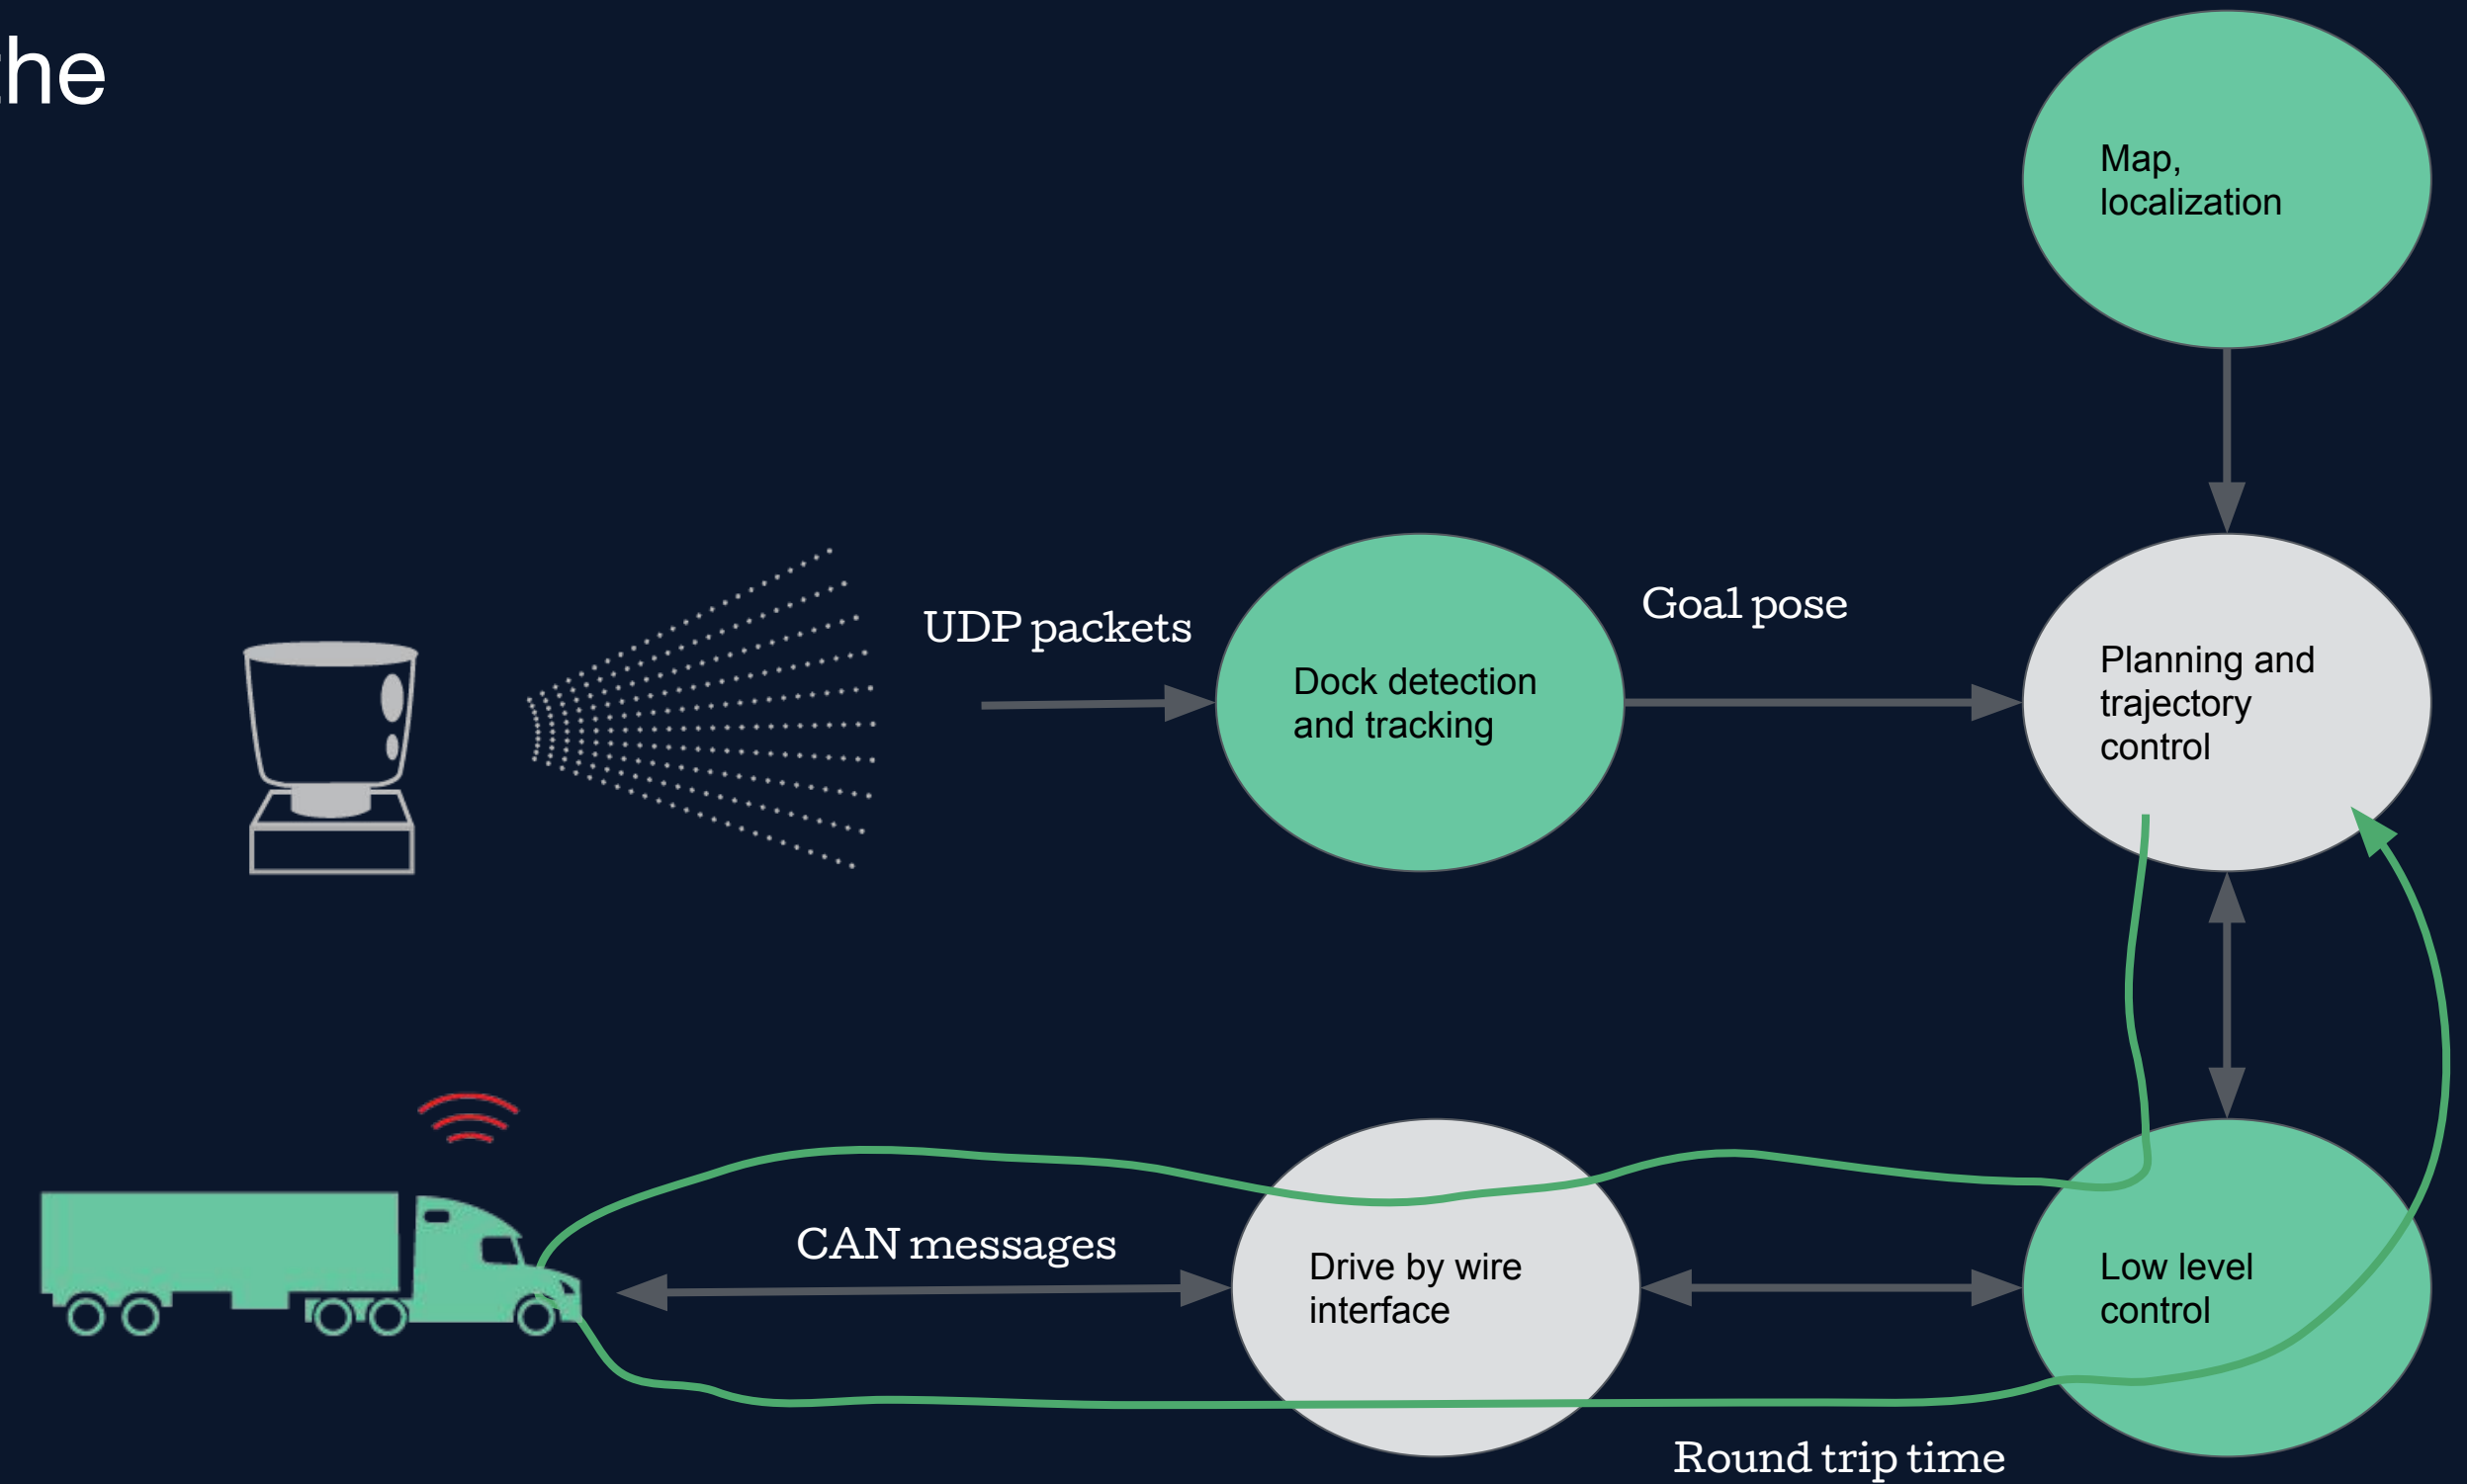 the
Map,
localization
UDP packets
Goal pose
Dock detection
and tracking
Planning and
trajectory
control
CAN messages
Drive by wire
interface
Low level
control
Round trip time